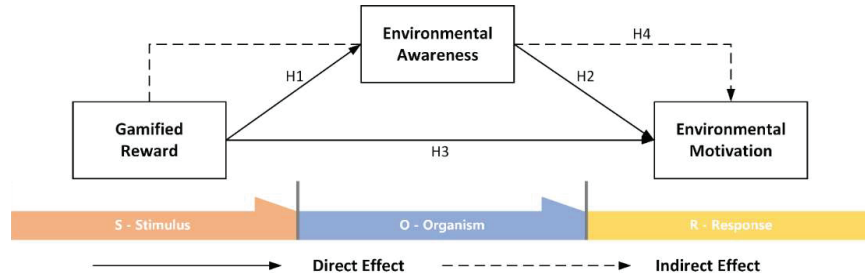 Environmental
Awareness
H4
H1
H2
Gamified
Reward
Environmental
Motivation
H3
S - Stimulus
O - Organism
R - Response
Direct Effect
Indirect Effect